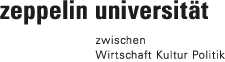 zeppelin universität
zwischen
Wirtschaft Kultur Politik